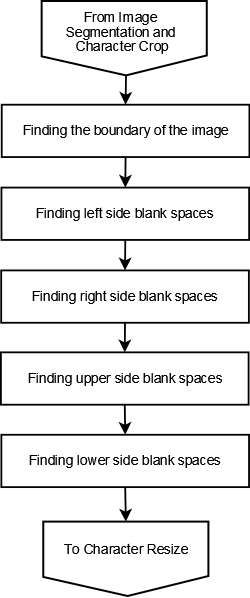 From Image
Segmentation and
Character Crop
Finding the boundary of the image
Finding left side blank spaces
Finding right side blank spaces
Finding upper side blank spaces
Finding lower side blank spaces
To Character Resize